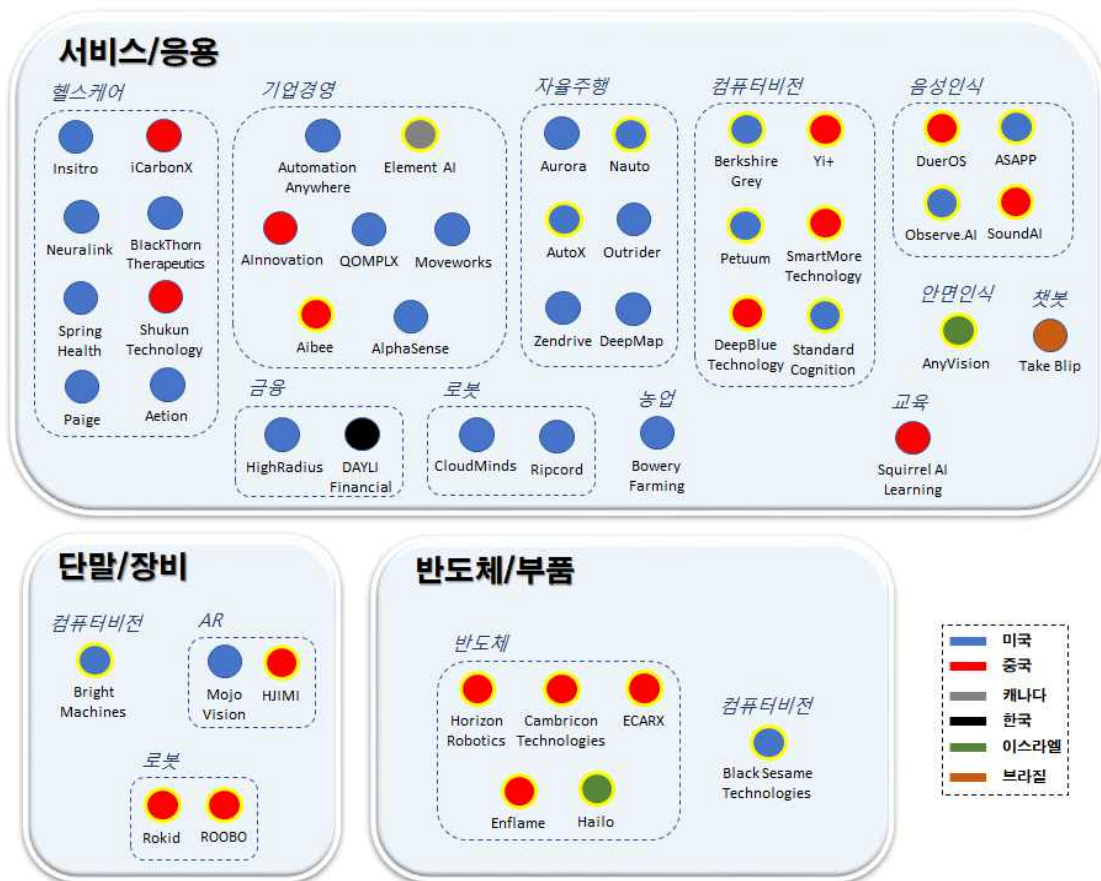 서비스/응용
헬스케어
Insitro
iCarbonX
Neuralink
BlackThorn
Therapeutics
Spring
Health
Shukun
Technology
Paige
Aetion
기업경영
Automation
Anywhere
Element AI
AInnovation
QOMPLX
Moveworks
Aibee
AlphaSense
자율주행
Aurora
Nauto
AutoX
Outrider
Zendrive
DeepMap
컴퓨터비전
Berkshire
Grey
Yi+
Petuum
SmartMore
Technology
DeepBlue
Technology
Standard
Cognition
음성인식
DuerOS
ASAPP
Observe.AI
SoundAI
안면인식
AnyVision
챗봇
Take Blip
금융
HighRadius
DAYLI
Financial
로봇
CloudMinds
Ripcord
농업
Bowery
Farming
교육
Squirrel AI
Learning
단말/장비
컴퓨터비전
Bright
Machines
AR
Mojo
Vision
HJIMI
로봇
Rokid
ROOBO
반도체/부품
반도체
Horizon
Robotics
Cambricon
Technologies
ECARX
Enflame
Hailo
컴퓨터비전
Black Sesame
Technologies
미국
중국
캐나다
한국
이스라엘
브라질